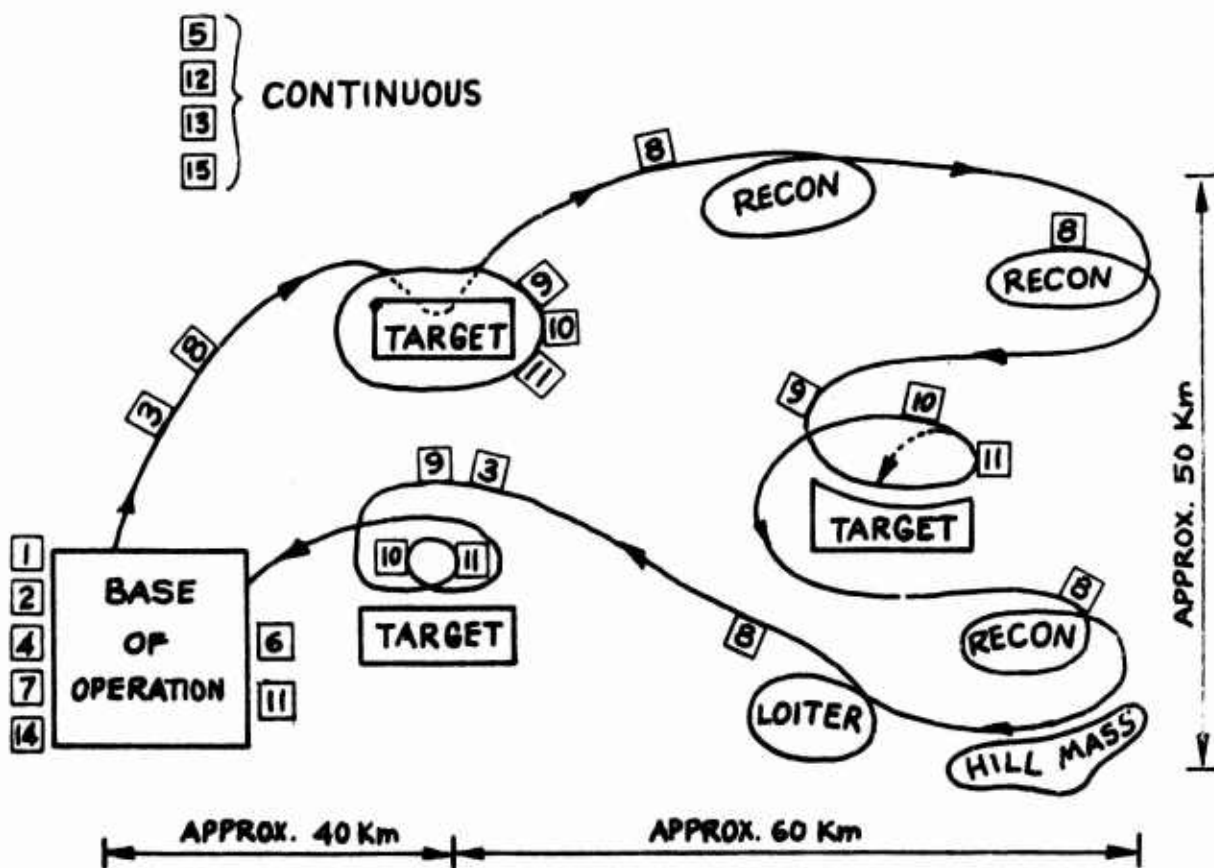 5
12
13
15
CONTINUOUS
8
RECON
8
RECON
3
8
TARGET
9
10
11
9
10
11
TARGET
APPROX. 50 Km
9
3
10
11
TARGET
1
2
4
7
14
BASE
OF
OPERATION
6
11
8
RECON
8
LOITER
HILL MASS
APPROX. 40 Km
APPROX. 60 Km